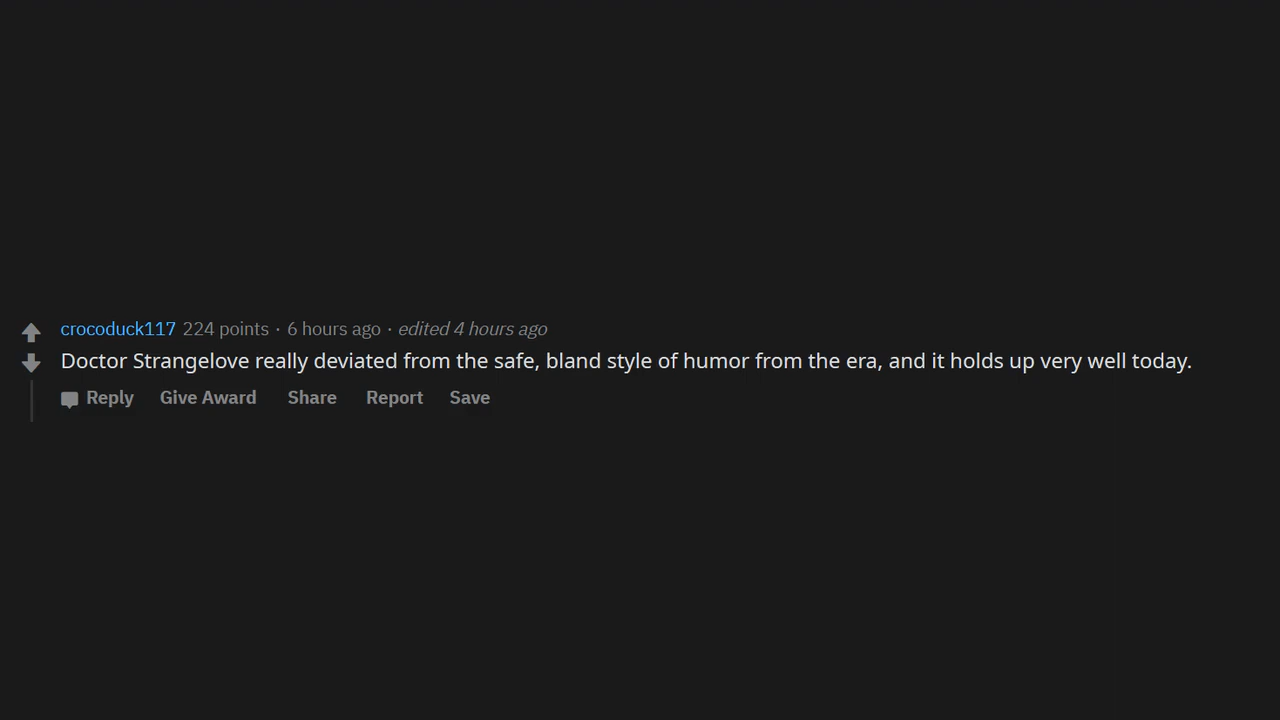 crocoduck117 224 points · 6 hours ago · edited 4 hours ago
Doctor Strangelove really deviated from the safe, bland style of humor from the era, and it holds up very well today.
Reply Give Award Share Report Save